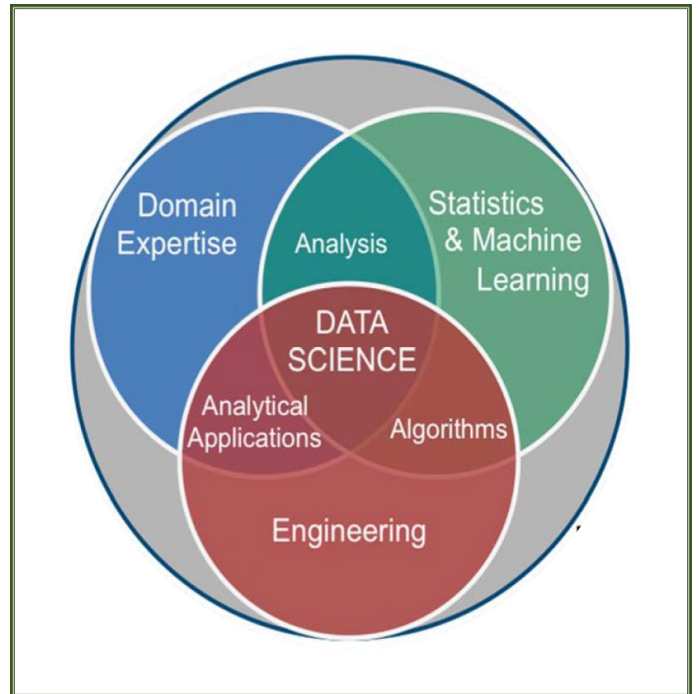 Domain
Expertise
Analysis
Statistics
& Machine
Learning
DATA
SCIENCE
Analytical
Applications
Algorithms
Engineering